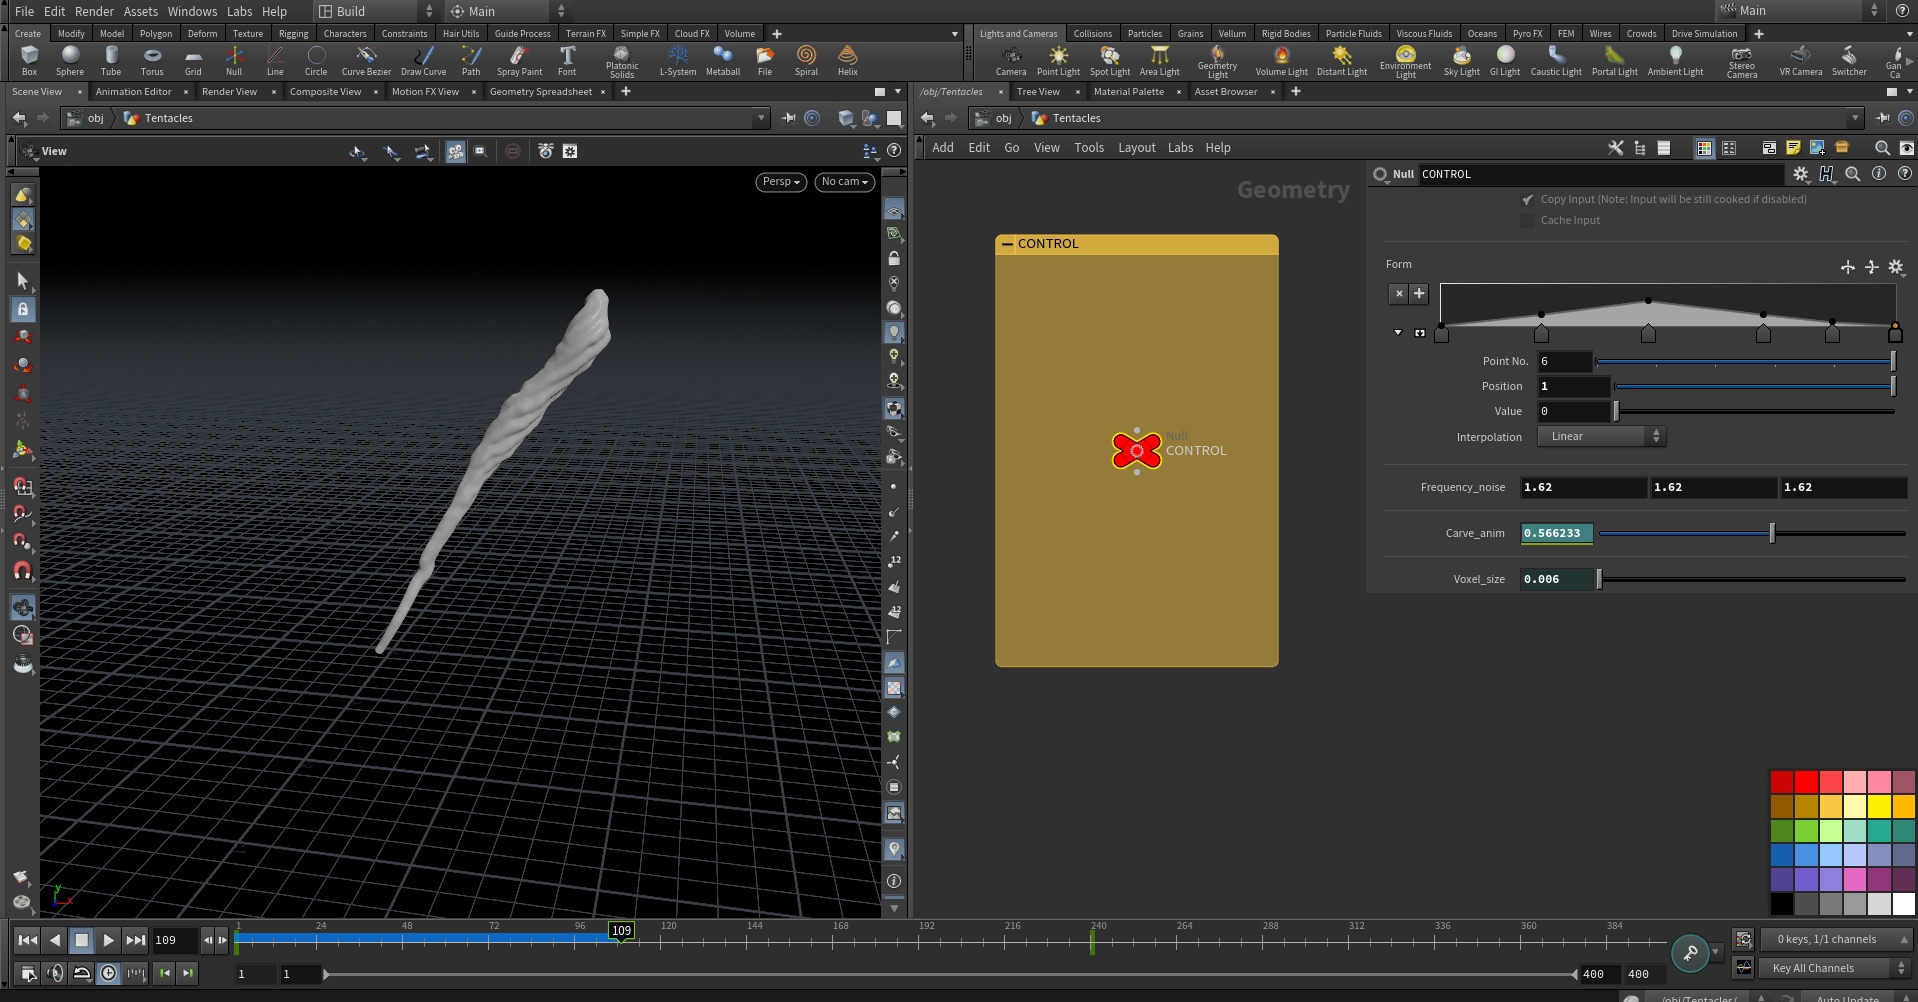 File Edit Render Assets Windows Labs Help Build Main Main
Create Modify Model Polygon Deform Texture Rigging Characters Constraints Hair Utils Guide Process Terrain FX Simple FX Cloud FX Volume
Lights and Cameras Collisions Particles Grains Vellum Rigid Bodies Particle Fluids Viscous Fluids Oceans Pyro FX FEM Wires Crowds Drive Simulation
Box Sphere Tube Torus Grid Null Line Circle Curve Bezier Draw Curve Path Spray Paint Font Platonic Solids L-System Metaball File Spiral Helix
Camera Point Light Spot Light Area Light Geometry Light Volume Light Distant Light Environment Light Sky Light GI Light Caustic Light Portal Light Ambient Light Stereo Camera VR Camera Switcher Gan Ca
Scene View Animation Editor Render View Composite View Motion FX View Geometry Spreadsheet
/obj/Tentacles Tree View Material Palette Asset Browser
obj Tentacles
obj Tentacles
View
Add Edit Go View Tools Layout Labs Help
Persp No cam
12
12
y
x
Geometry
CONTROL
Null
CONTROL
Null CONTROL
Copy Input (Note: Input will be still cooked if disabled)
Cache Input
Form
Point No. 6
Position 1
Value 0
Interpolation Linear
Frequency_noise 1.62 1.62 1.62
Carve_anim 0.566233
Voxel_size 0.006
109
1 24 48 72 96 109 120 144 168 192 216 240 264 288 312 336 360 384
0 keys, 1/1 channels
1 1 400 400
Key All Channels
/obj/Tentacles/ Auto Update